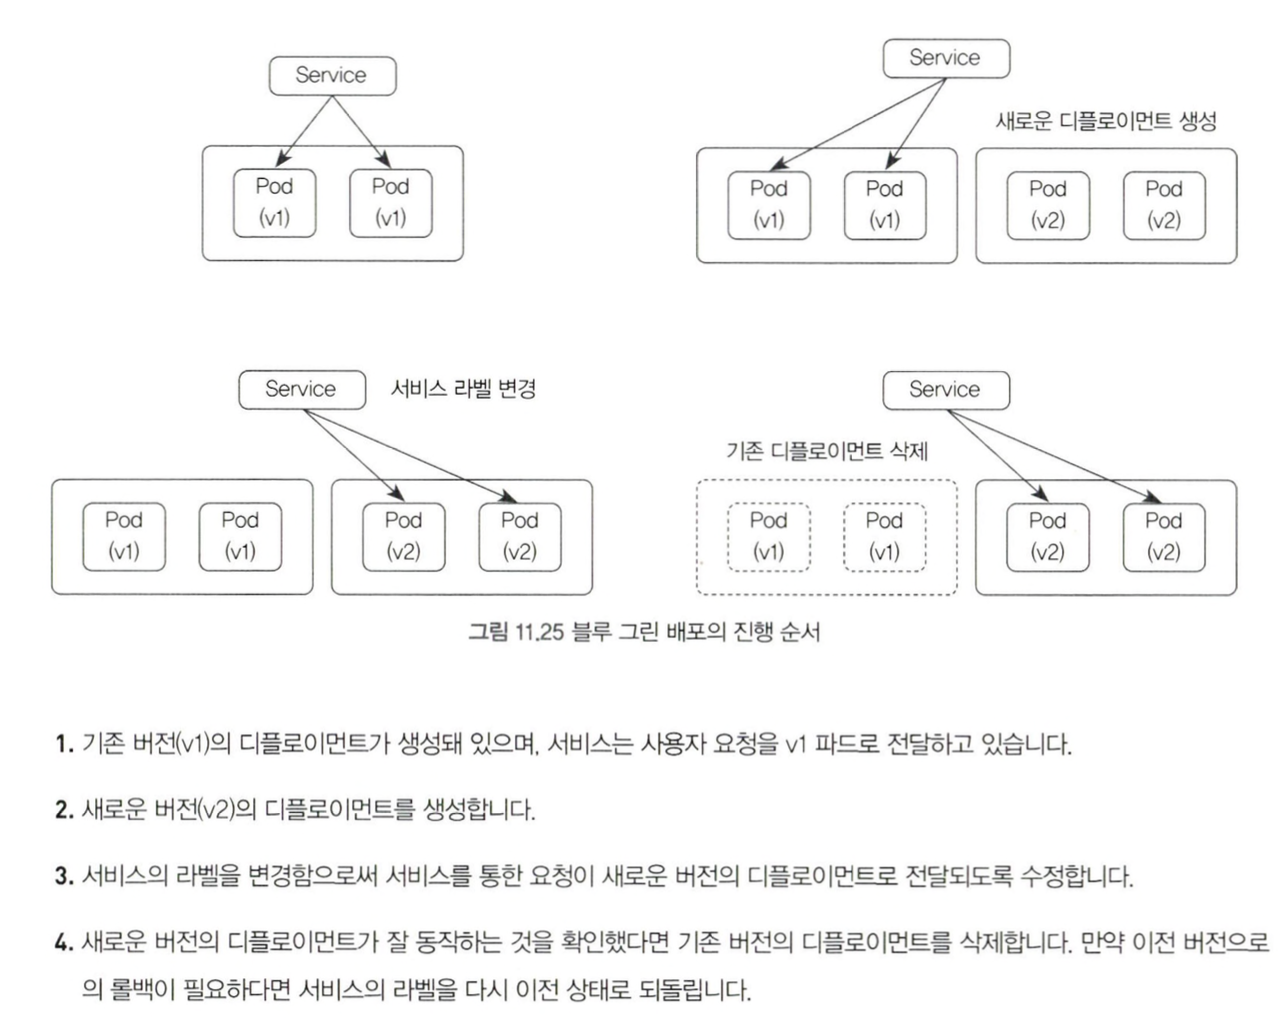 Service
Pod
(v1)
Pod
(v1)
Service
새로운 디플로이먼트 생성
Pod
(v1)
Pod
(v1)
Pod
(v2)
Pod
(v2)
Service
서비스 라벨 변경
Pod
(v1)
Pod
(v1)
Pod
(v2)
Pod
(v2)
Service
기존 디플로이먼트 삭제
Pod
(v1)
Pod
(v1)
Pod
(v2)
Pod
(v2)
그림 11.25 블루 그린 배포의 진행 순서
1. 기존 버전(v1)의 디플로이먼트가 생성돼 있으며, 서비스는 사용자 요청을 v1 파드로 전달하고 있습니다.
2. 새로운 버전(v2)의 디플로이먼트를 생성합니다.
3. 서비스의 라벨을 변경함으로써 서비스를 통한 요청이 새로운 버전의 디플로이먼트로 전달되도록 수정합니다.
4. 새로운 버전의 디플로이먼트가 잘 동작하는 것을 확인했다면 기존 버전의 디플로이먼트를 삭제합니다. 만약 이전 버전으로
의 롤백이 필요하다면 서비스의 라벨을 다시 이전 상태로 되돌립니다.